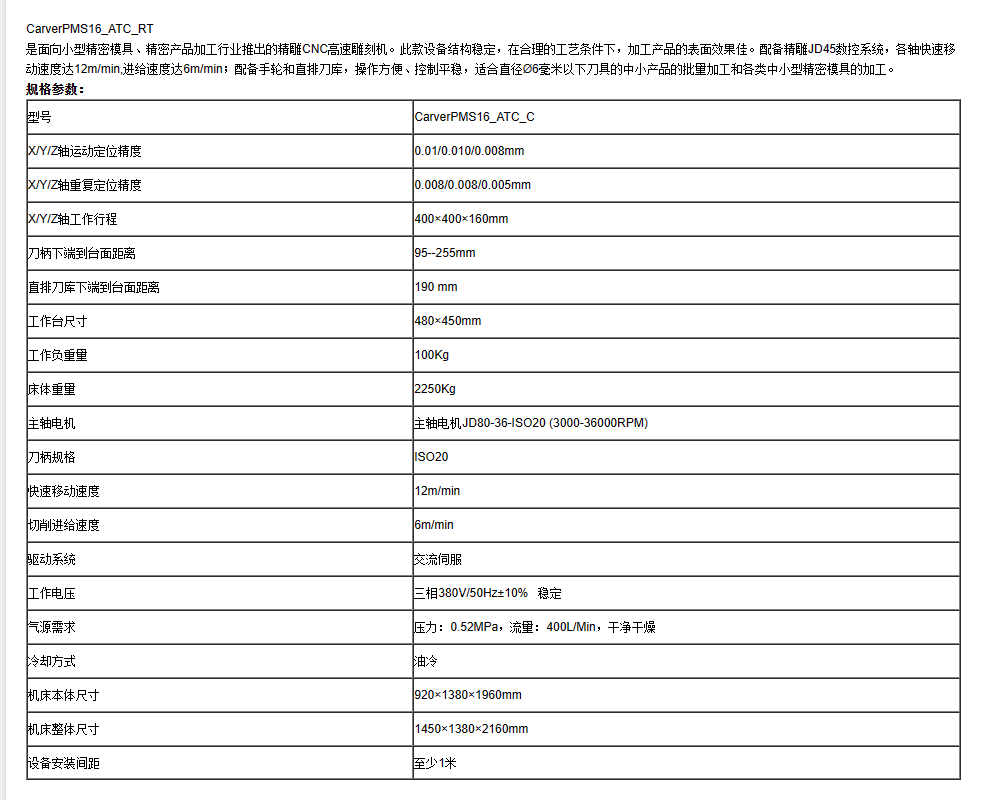 CarverPMS16_ATC_RT
是面向小型精密模具、精密产品加工行业推出的精雕CNC高速雕刻机。此款设备结构稳定，在合理的工艺条件下，加工产品的表面效果佳。配备精雕JD45数控系统，各轴快速移
动速度达12m/min,进给速度达6m/min；配备手轮和直排刀库，操作方便、控制平稳，适合直径Ø6毫米以下刀具的中小产品的批量加工和各类中小型精密模具的加工。
规格参数：
型号 CarverPMS16_ATC_C
X/Y/Z轴运动定位精度 0.01/0.010/0.008mm
X/Y/Z轴重复定位精度 0.008/0.008/0.005mm
X/Y/Z轴工作行程 400×400×160mm
刀柄下端到台面距离 95--255mm
直排刀库下端到台面距离 190 mm
工作台尺寸 480×450mm
工作负重量 100Kg
床体重量 2250Kg
主轴电机 主轴电机JD80-36-ISO20 (3000-36000RPM)
刀柄规格 ISO20
快速移动速度 12m/min
切削进给速度 6m/min
驱动系统 交流伺服
工作电压 三相380V/50Hz±10% 稳定
气源需求 压力：0.52MPa，流量：400L/Min，干净干燥
冷却方式 油冷
机床本体尺寸 920×1380×1960mm
机床整体尺寸 1450×1380×2160mm
设备安装间距 至少1米